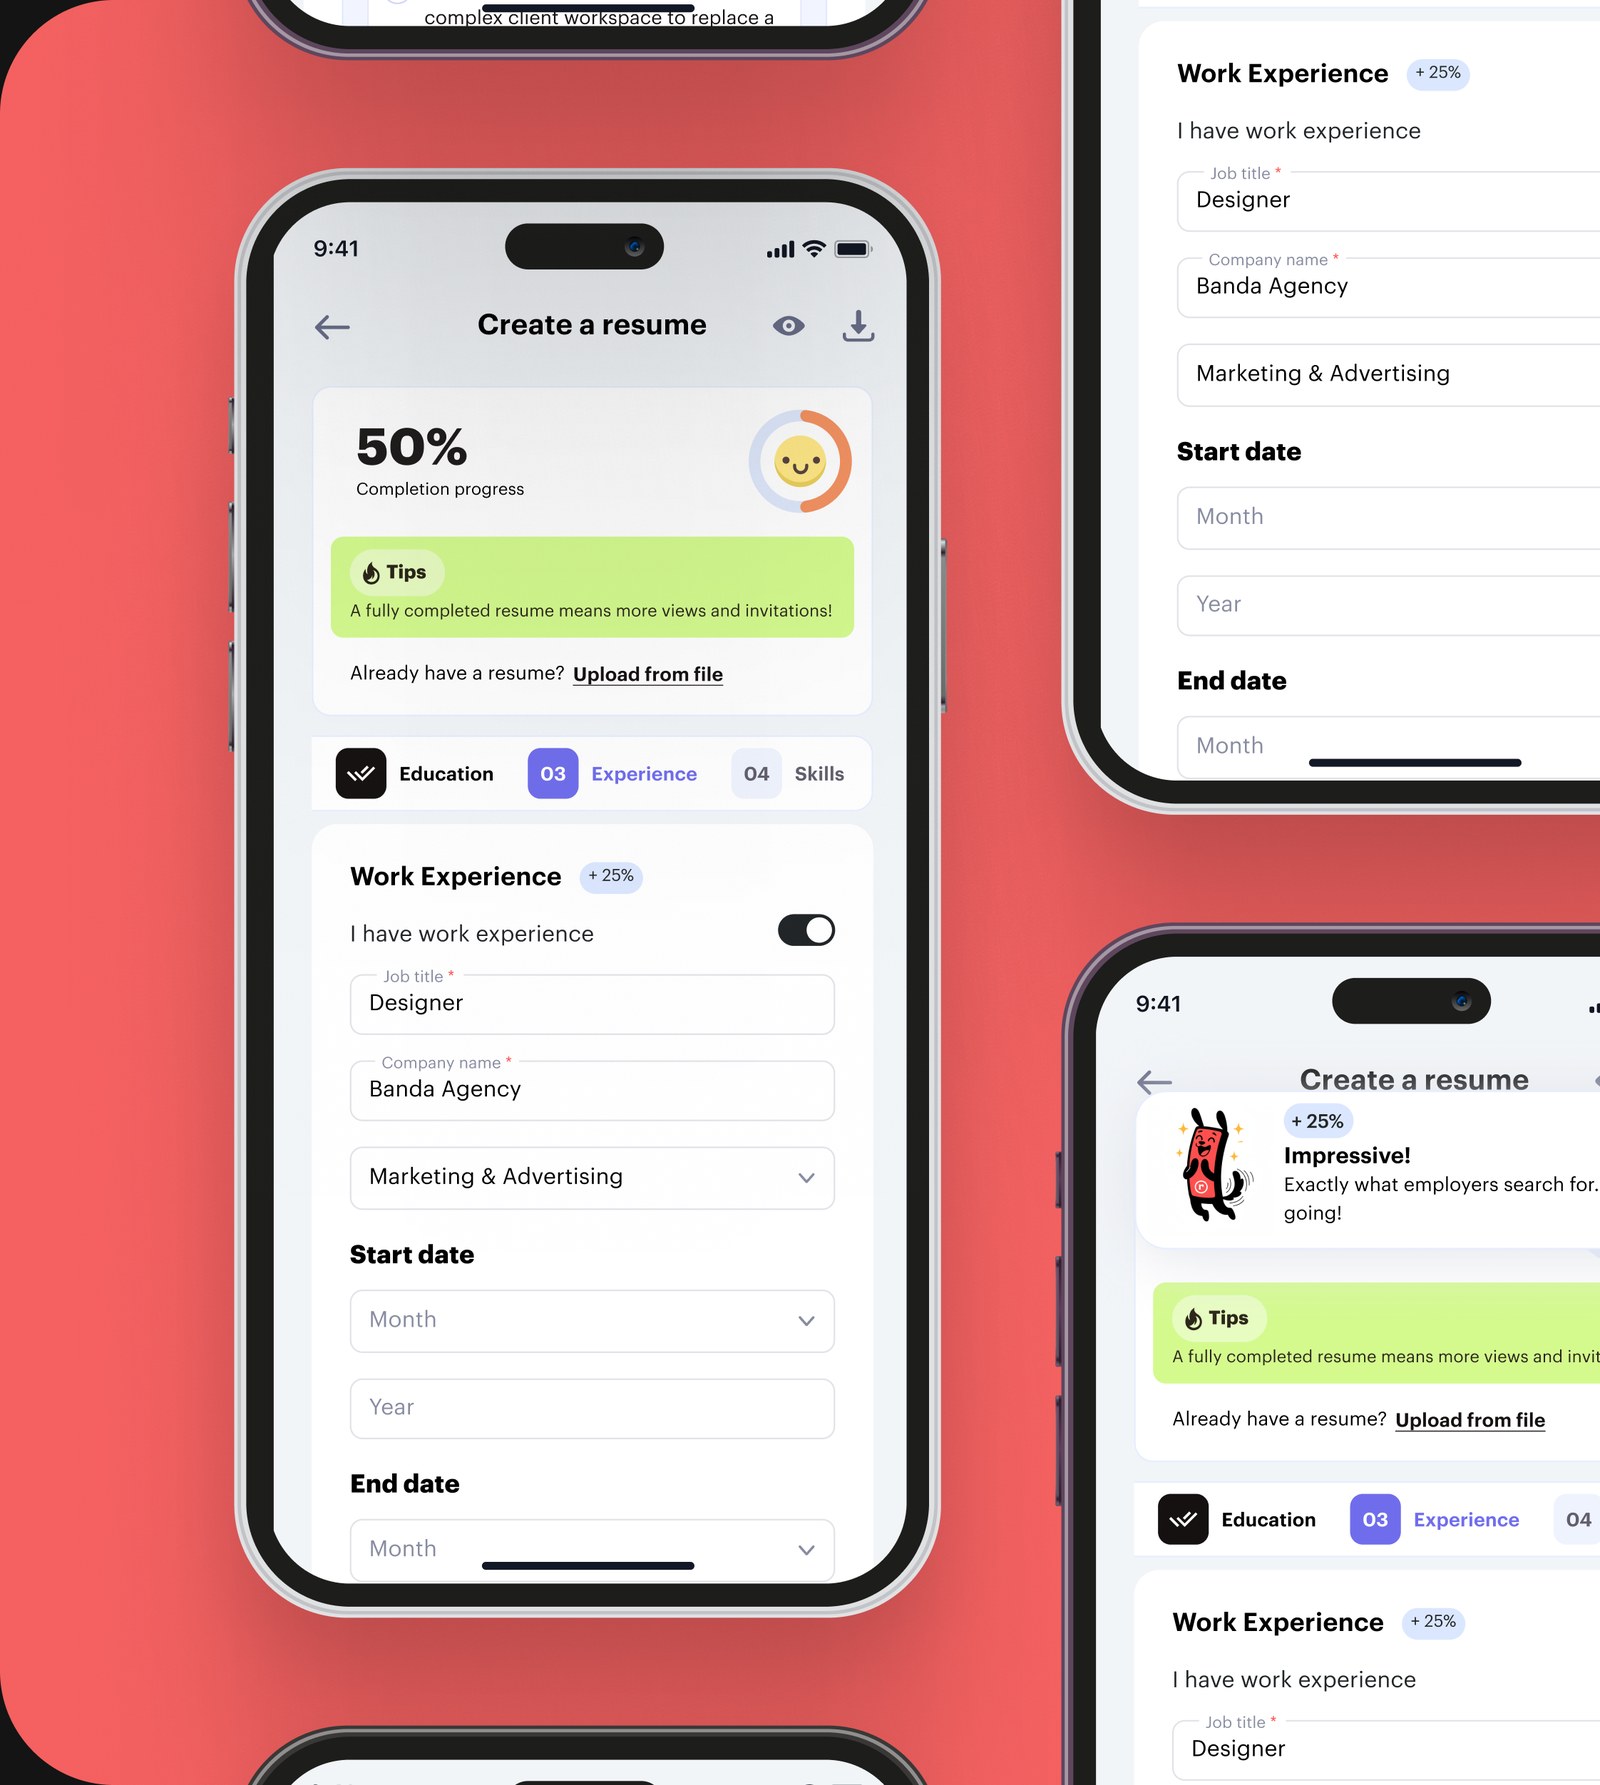 complex client workspace to replace a
9:41
Create a resume
50%
Completion progress
Tips
A fully completed resume means more views and invitations!
Already have a resume? Upload from file
Education
03 Experience
04 Skills
Work Experience + 25%
I have work experience
Job title *
Designer
Company name *
Banda Agency
Marketing & Advertising
Start date
Month
Year
End date
Month
Work Experience + 25%
I have work experience
Job title *
Designer
Company name *
Banda Agency
Marketing & Advertising
Start date
Month
Year
End date
Month
9:41
Create a resume
+ 25%
Impressive!
Exactly what employers search for.
going!
Tips
A fully completed resume means more views and invit
Already have a resume? Upload from file
Education
03 Experience
04
Work Experience + 25%
I have work experience
Job title *
Designer